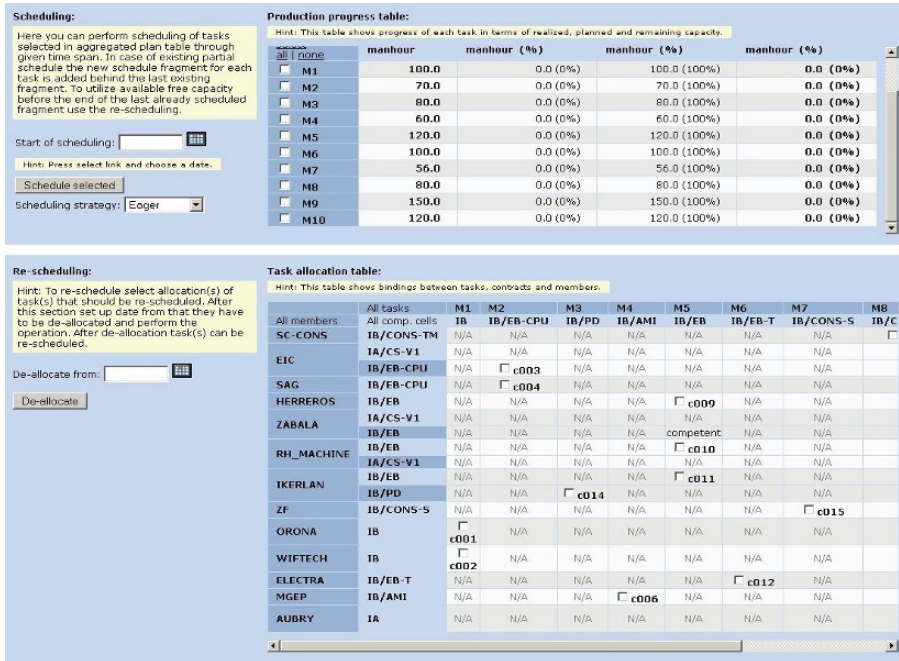 Scheduling:
Here you can perform scheduling of tasks
selected in aggregated plan table through
given time span. In case of existing partial
schedule the new schedule fragment for each
task is added behind the last existing
fragment. To utilize available free capacity
before the end of the last already scheduled
fragment use the re-scheduling.
Start of scheduling:
Hint: Press select link and choose a date.
Schedule selected
Scheduling strategy: Eager
Production progress table:
Hint: This table shows progress of each task in terms of realized, planned and remaining capacity.
all | none manhour manhour (%) manhour (%) manhour (%)
M1 100.0 0.0 (0%) 100.0 (100%) 0.0 (0%)
M2 70.0 0.0 (0%) 70.0 (100%) 0.0 (0%)
M3 80.0 0.0 (0%) 80.0 (100%) 0.0 (0%)
M4 60.0 0.0 (0%) 60.0 (100%) 0.0 (0%)
M5 120.0 0.0 (0%) 120.0 (100%) 0.0 (0%)
M6 100.0 0.0 (0%) 100.0 (100%) 0.0 (0%)
M7 56.0 0.0 (0%) 56.0 (100%) 0.0 (0%)
M8 80.0 0.0 (0%) 80.0 (100%) 0.0 (0%)
M9 150.0 0.0 (0%) 150.0 (100%) 0.0 (0%)
M10 120.0 0.0 (0%) 120.0 (100%) 0.0 (0%)
Re-scheduling:
Hint: To reschedule select allocation(s) of
task(s) that should be re-scheduled. After
this section set up date from that they have
to be de-allocated and perform the
operation. After de-allocation task(s) can be
re-scheduled.
De-allocate from:
De-allocate
Task allocation table:
Hint: This table shows bindings between tasks, contracts and members.
All tasks M1 M2 M3 M4 M5 M6 M7 M8
All members All comp. cells IB IB/EB-CPU IB/PD IB/AMI IB/EB IB/EB-T IB/CONS-S IB/C
SC-CONS IB/CONS-TM N/A N/A N/A N/A N/A N/A N/A
EIC IA/CS-V1 N/A N/A N/A N/A N/A N/A N/A
IB/EB-CPU N/A c003 N/A N/A N/A N/A N/A
SAG IB/EB-CPU N/A c004 N/A N/A N/A N/A N/A
HERREROS IB/EB N/A N/A N/A N/A c009 N/A N/A
ZABALA IA/CS-V1 N/A N/A N/A N/A N/A N/A N/A
IB/EB N/A N/A N/A N/A competent N/A N/A
RH_MACHINE IB/EB N/A N/A N/A N/A c010 N/A N/A
IA/CS-V1 N/A N/A N/A N/A N/A N/A N/A
IKERLAN IB/EB N/A N/A N/A N/A c011 N/A N/A
IB/PD N/A N/A c014 N/A N/A N/A N/A
ZF IB/CONS-S N/A N/A N/A N/A N/A N/A c015
ORONA IB c001 N/A N/A N/A N/A N/A N/A
WIFTECH IB c002 N/A N/A N/A N/A N/A N/A
ELECTRA IB/EB-T N/A N/A N/A N/A N/A c012 N/A
MGEP IB/AMI N/A N/A N/A c006 N/A N/A N/A
AUBRY IA N/A N/A N/A N/A N/A N/A N/A